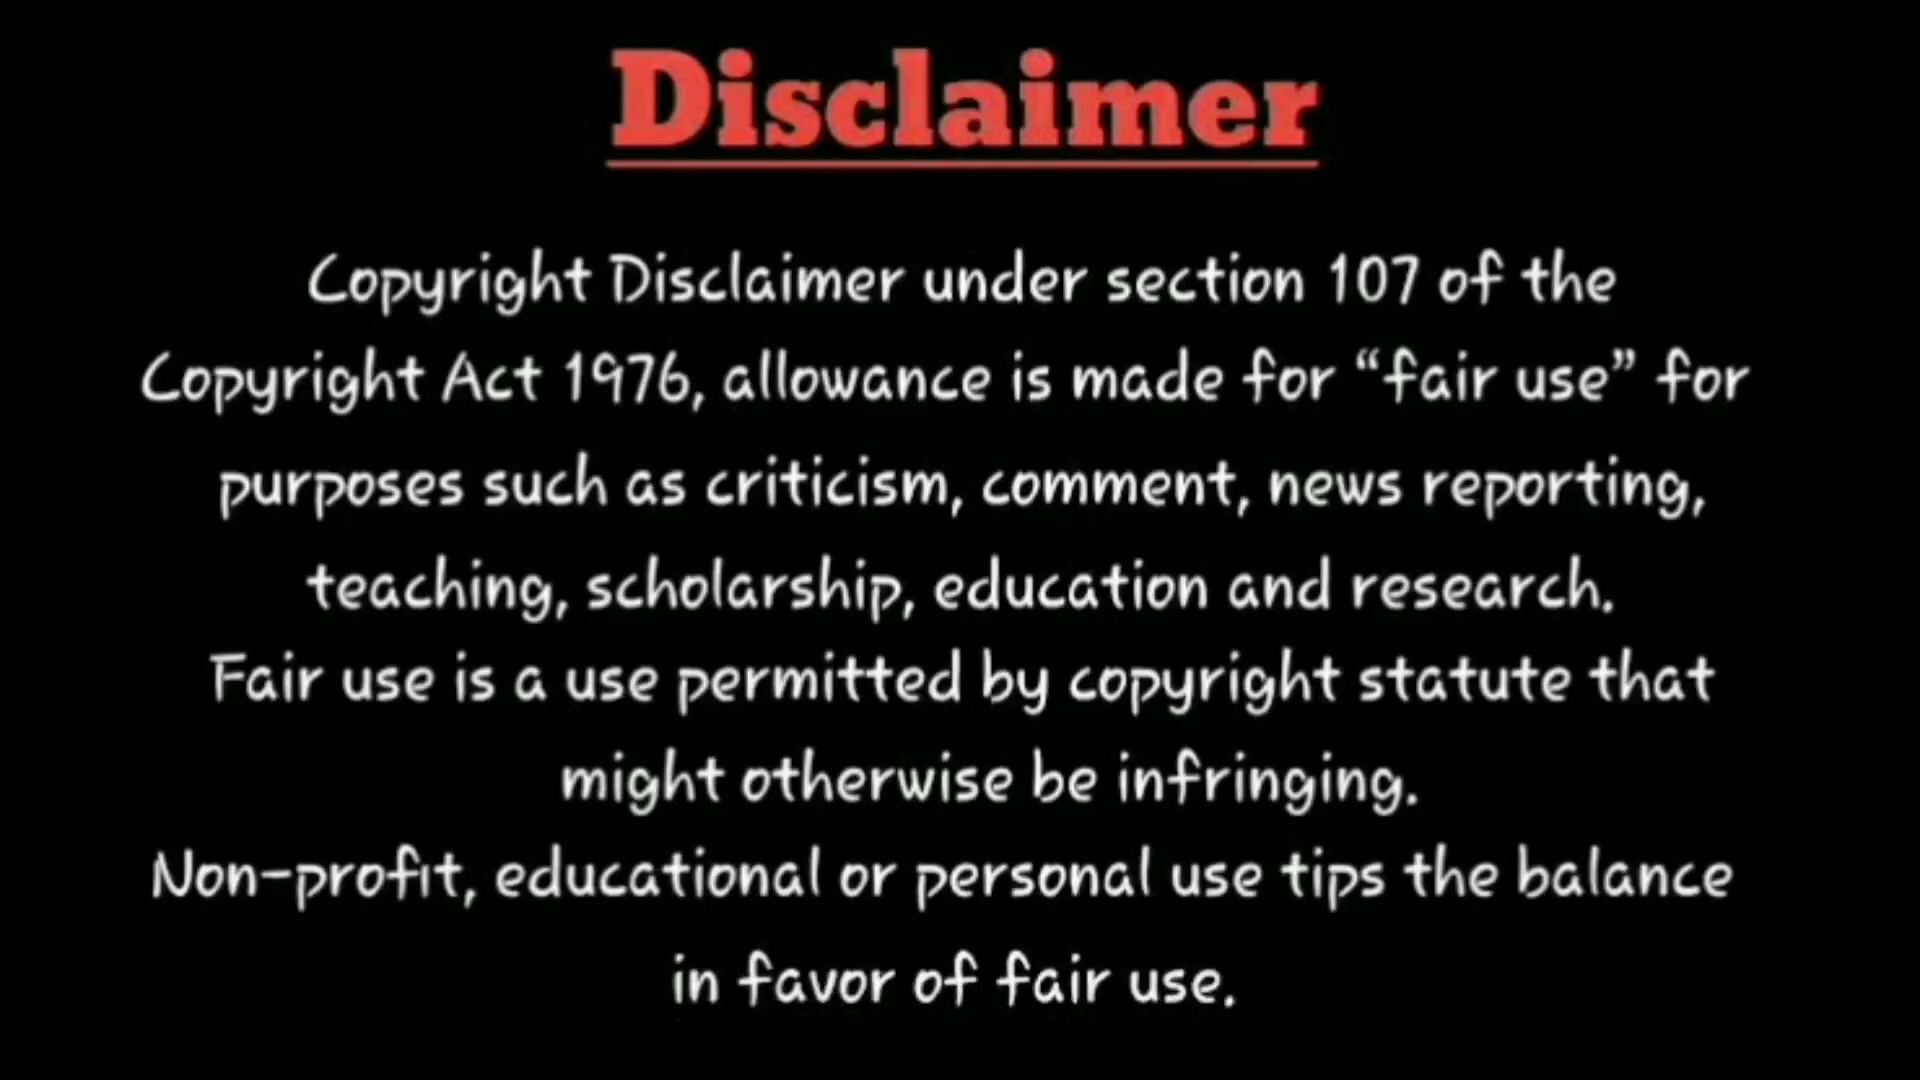 Disclaimer
Copyright Disclaimer under section 107 of the
Copyright Act 1976, allowance is made for “fair use” for
purposes such as criticism, comment, news reporting,
teaching, scholarship, education and research.
Fair use is a use permitted by copyright statute that
might otherwise be infringing.
Non-profit, educational or personal use tips the balance
in favor of fair use.